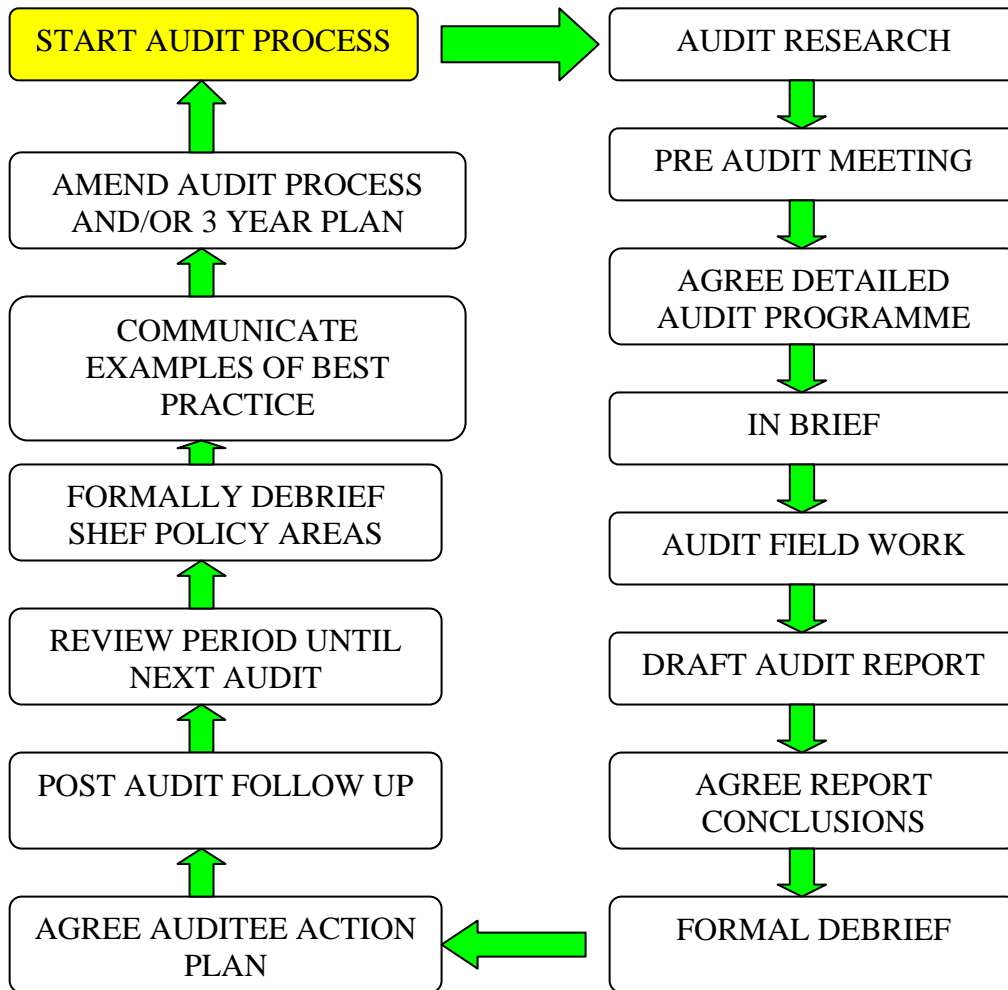 START AUDIT PROCESS
AUDIT RESEARCH
PRE AUDIT MEETING
AGREE DETAILED
AUDIT PROGRAMME
IN BRIEF
AUDIT FIELD WORK
DRAFT AUDIT REPORT
AGREE REPORT
CONCLUSIONS
FORMAL DEBRIEF
AGREE AUDITEE ACTION
PLAN
POST AUDIT FOLLOW UP
REVIEW PERIOD UNTIL
NEXT AUDIT
FORMALLY DEBRIEF
SHEF POLICY AREAS
COMMUNICATE
EXAMPLES OF BEST
PRACTICE
AMEND AUDIT PROCESS
AND/OR 3 YEAR PLAN